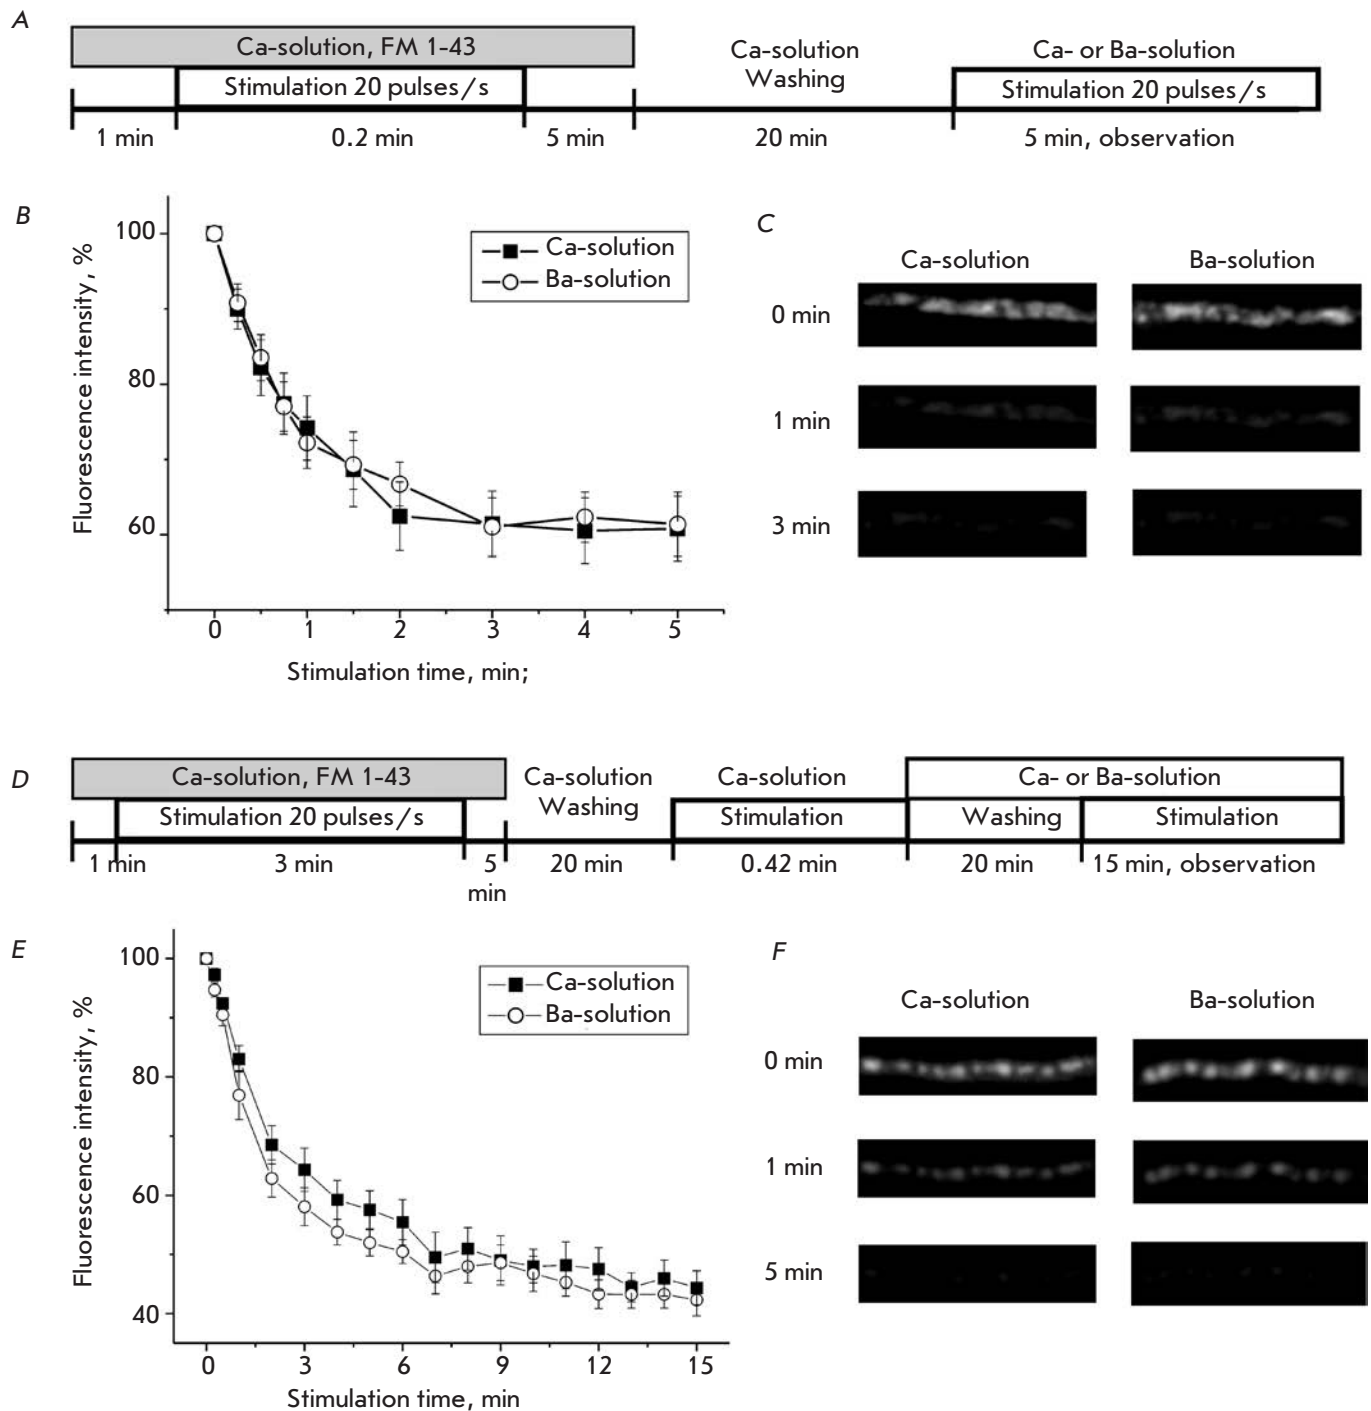 A
Ca-solution, FM 1-43
Stimulation 20 pulses/s
Ca-solution
Washing
Ca- or Ba-solution
Stimulation 20 pulses/s
1 min
0.2 min
5 min
20 min
5 min, observation
B
Fluorescence intensity, %
100
80
60
Ca-solution
Ba-solution
0 1 2 3 4 5
Stimulation time, min;
C
Ca-solution Ba-solution
0 min
1 min
3 min
D
Ca-solution, FM 1-43
Stimulation 20 pulses/s
Ca-solution
Washing
Ca-solution
Stimulation
Ca- or Ba-solution
Washing
Stimulation
1 min
3 min
5
min
20 min
0.42 min
20 min
15 min, observation
E
Fluorescence intensity, %
100
80
60
40
Ca-solution
Ba-solution
0 3 6 9 12 15
Stimulation time, min
F
Ca-solution Ba-solution
0 min
1 min
5 min